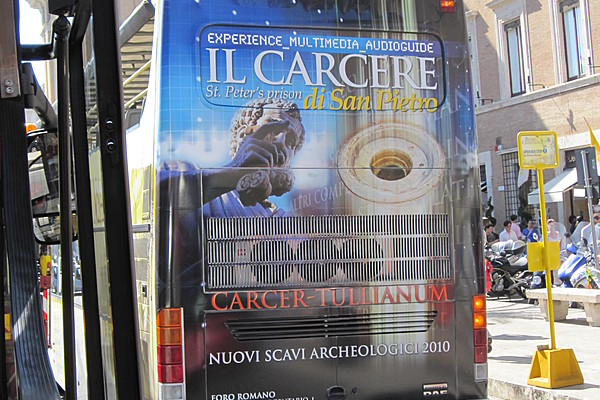 EXPERIENCE_MULTIMEDIA_AUDIOGUIDE
IL CARCERE
St. Peter's prison
di San Pietro
CARCER-TULLIANUM
NUOVI SCAVI ARCHEOLOGICI 2010
FORO ROMANO